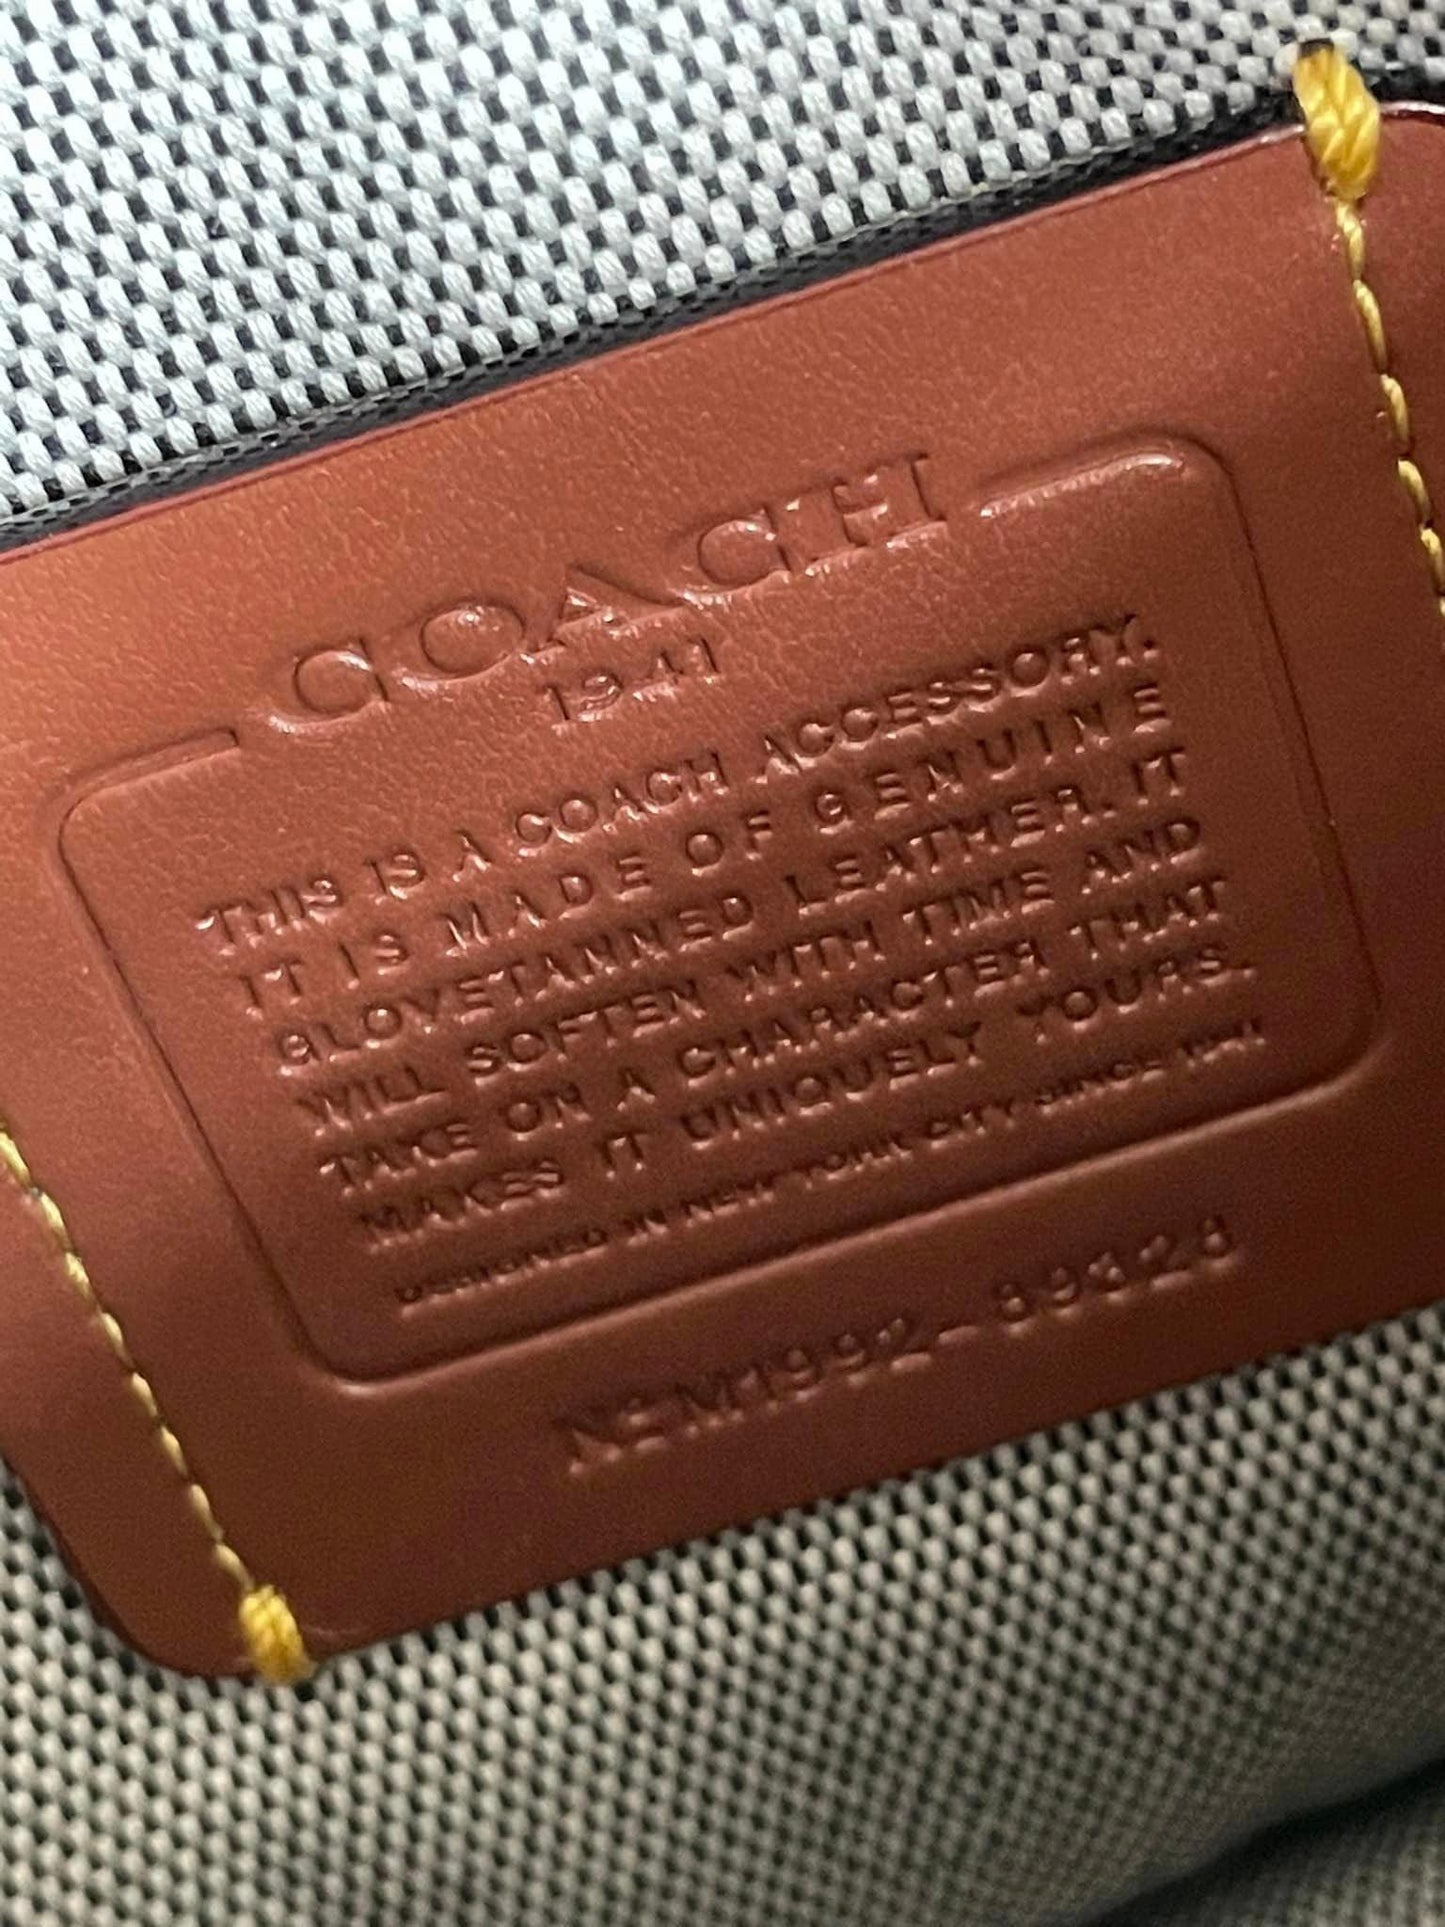 COACH
1941
THIS IS A COACH ACCESSORY.
IT IS MADE OF GENUINE
GLOVETANNED LEATHER. IT
WILL SOFTEN WITH TIME AND
TAKE ON A CHARACTER THAT
MAKES IT UNIQUELY YOURS.
DESIGNED IN NEW YORK CITY SINCE 1941
Nº M1992-89328